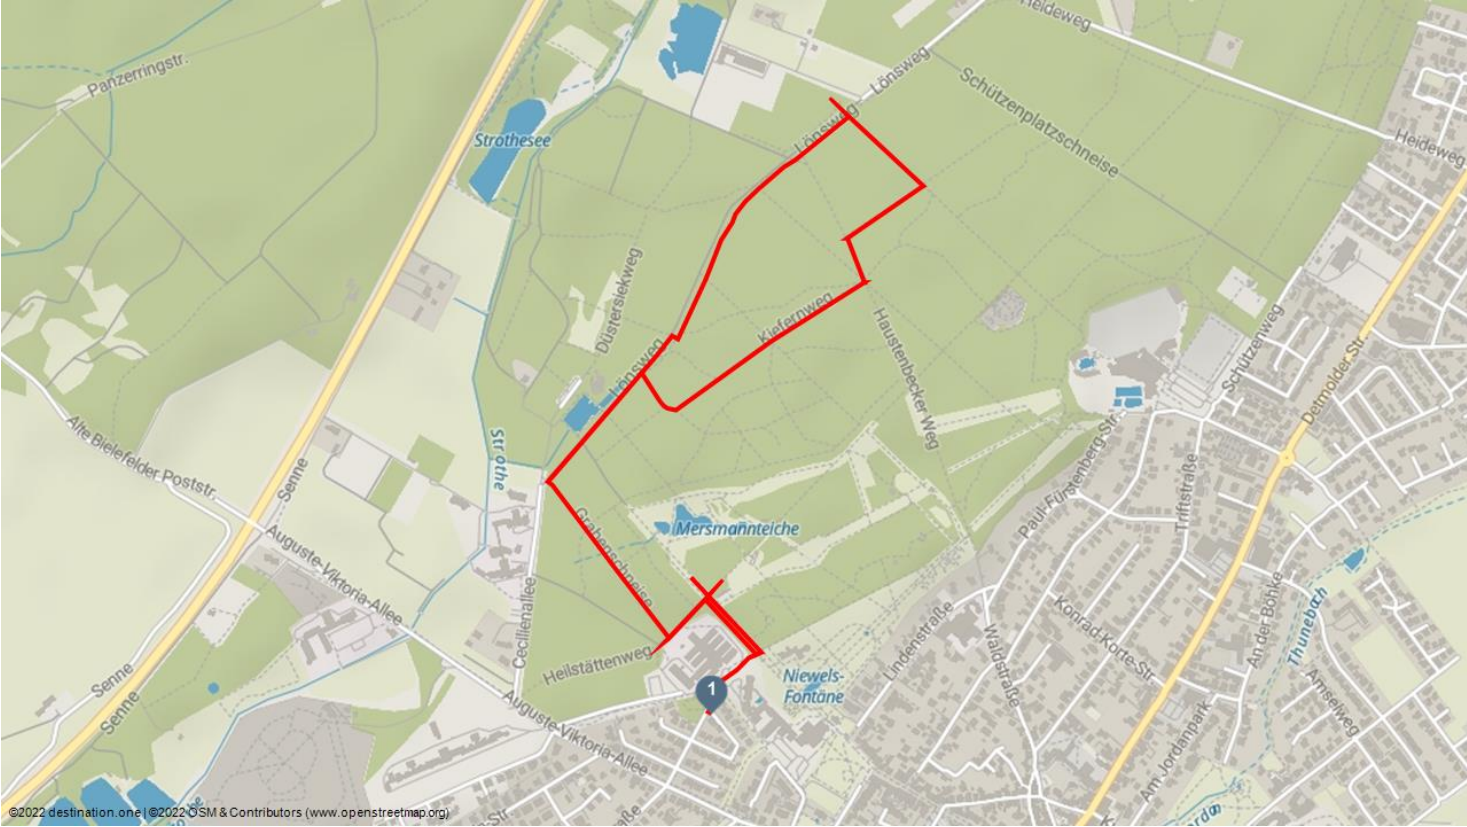 Heideweg
Panzerringstr.
Lönsweg
Schützenplatzschneise
Strothesee
Lönsweg
Heideweg
Düstersiekweg
Kiefernweg
Lönsweg
Haustenbecker Weg
Schützenweg
Detmolder Str.
Alte Bielefelder Poststr.
Senne
Strothe
Paul-Fürstenberg-Str.
Triftstraße
Grabenschneise
Mersmannteiche
Auguste-Viktoria-Allee
Cecilienallee
Lindenstraße
Konrad-Korte-Str.
An der Bohke
Thunebach
Waldstraße
Heilstättenweg
Niewels-
Fontäne
Senne
Senne
1
Auguste-Viktoria-Allee
Am Jordanpark
Amselweg
©2022 destination.one | ©2022 OSM & Contributors (www.openstreetmap.org)